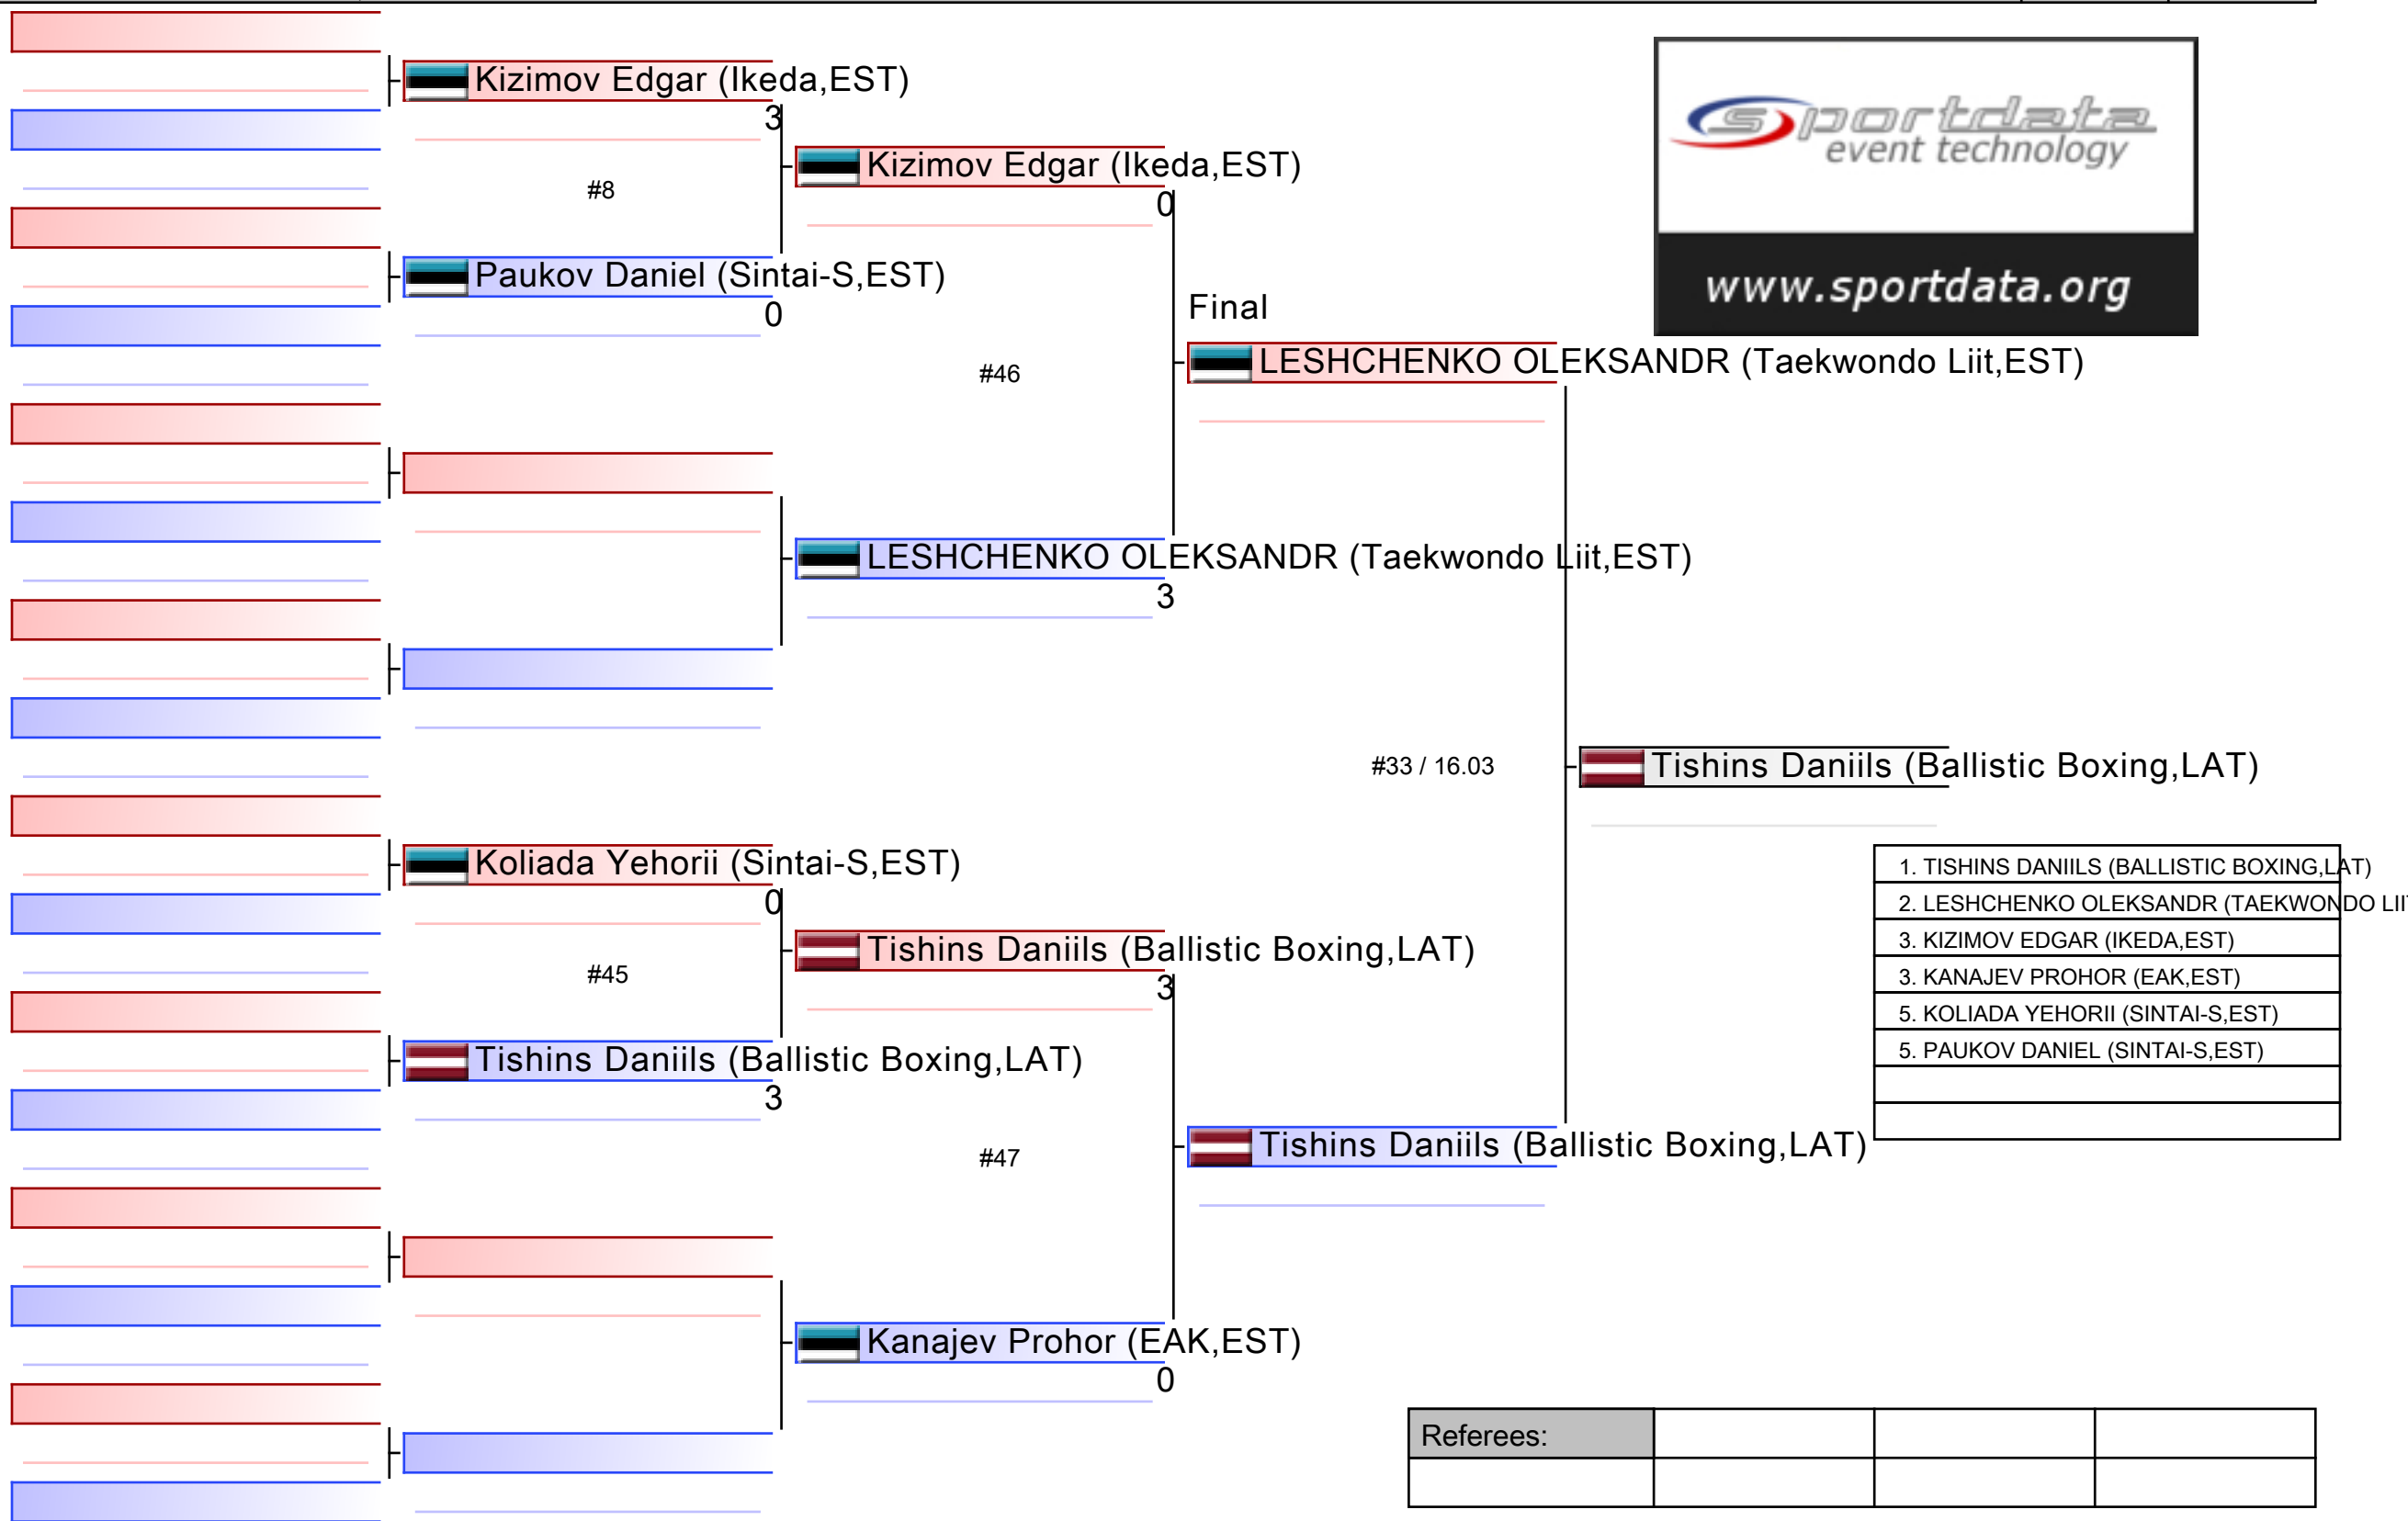 Kizimov Edgar (Ikeda,EST)
3
#8
Paukov Daniel (Sintai-S,EST)
0
Kizimov Edgar (Ikeda,EST)
0
#46
LESHCHENKO OLEKSANDR (Taekwondo Liit,EST)
3
Koliada Yehorii (Sintai-S,EST)
0
#45
Tishins Daniils (Ballistic Boxing,LAT)
3
Tishins Daniils (Ballistic Boxing,LAT)
3
#47
Kanajev Prohor (EAK,EST)
0
Final
LESHCHENKO OLEKSANDR (Taekwondo Liit,EST)
#33 / 16.03
Tishins Daniils (Ballistic Boxing,LAT)
Tishins Daniils (Ballistic Boxing,LAT)
sportdata
event technology
www.sportdata.org
1. TISHINS DANIILS (BALLISTIC BOXING,LAT)
2. LESHCHENKO OLEKSANDR (TAEKWONDO LII
3. KIZIMOV EDGAR (IKEDA,EST)
3. KANAJEV PROHOR (EAK,EST)
5. KOLIADA YEHORII (SINTAI-S,EST)
5. PAUKOV DANIEL (SINTAI-S,EST)
Referees: